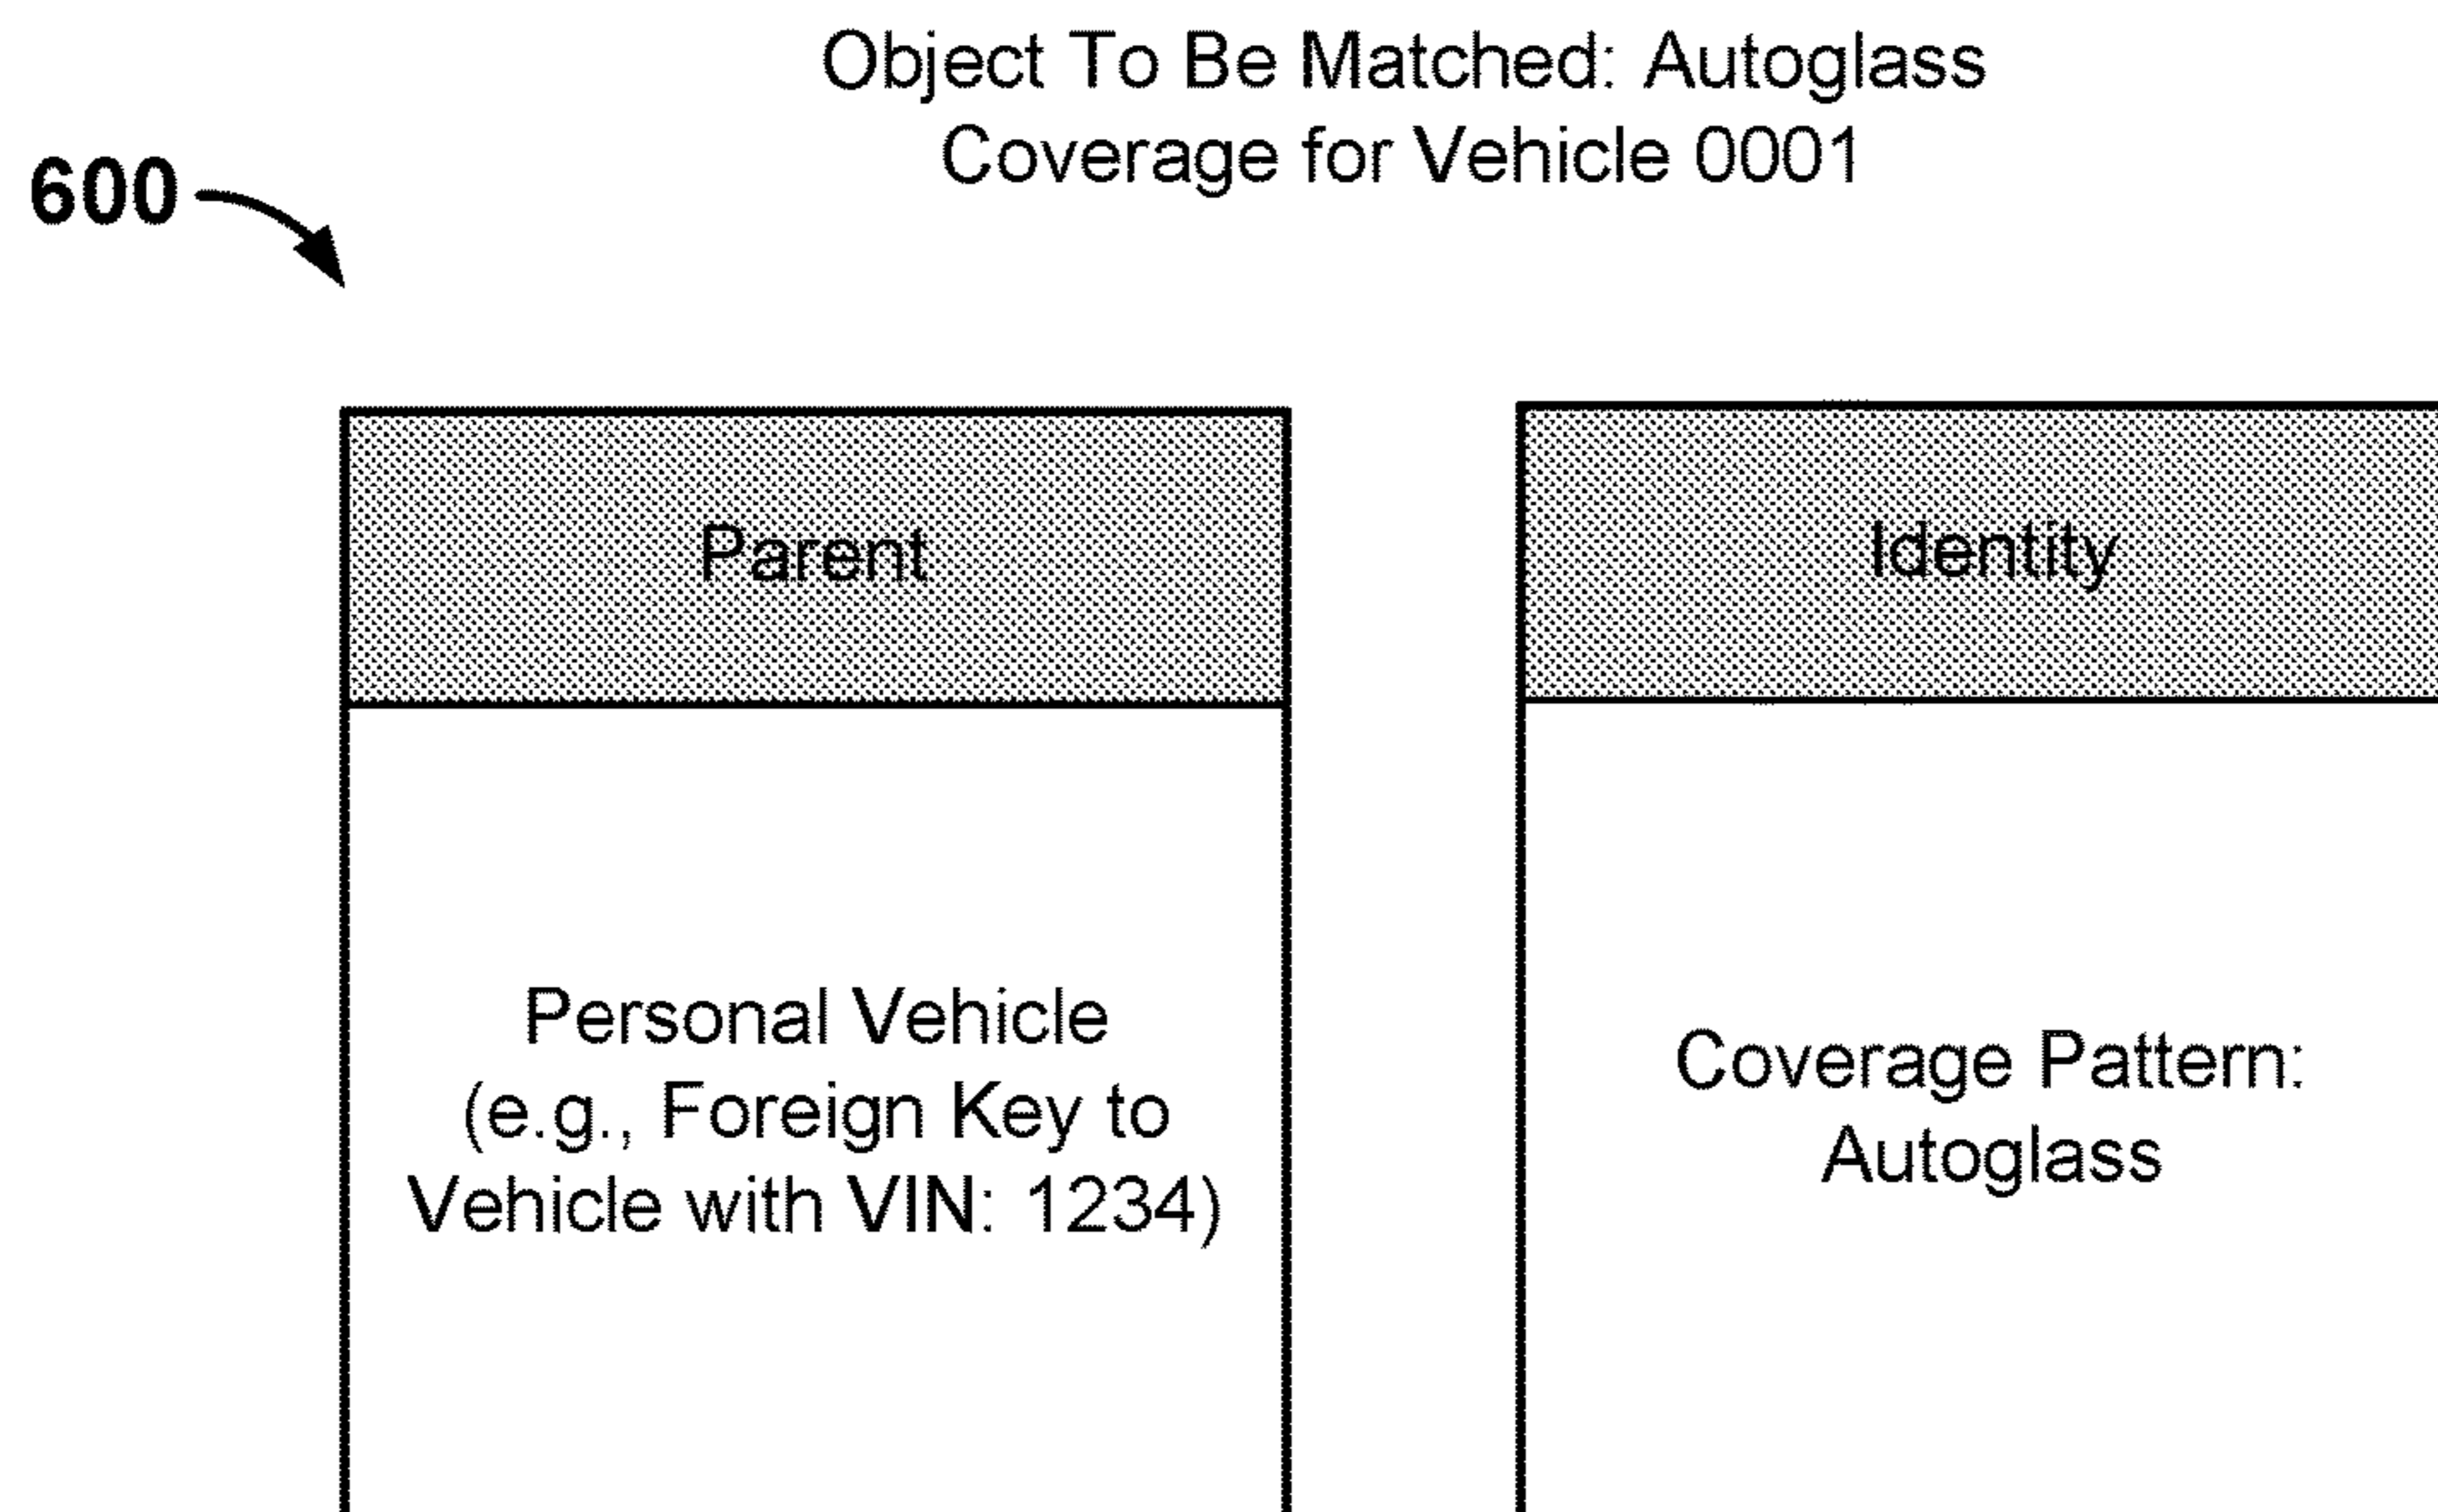 Object To Be Matched: Autoglass
Coverage for Vehicle 0001
600
Parent
Identity
Personal Vehicle
(e.g., Foreign Key to
Vehicle with VIN: 1234)
Coverage Pattern:
Autoglass